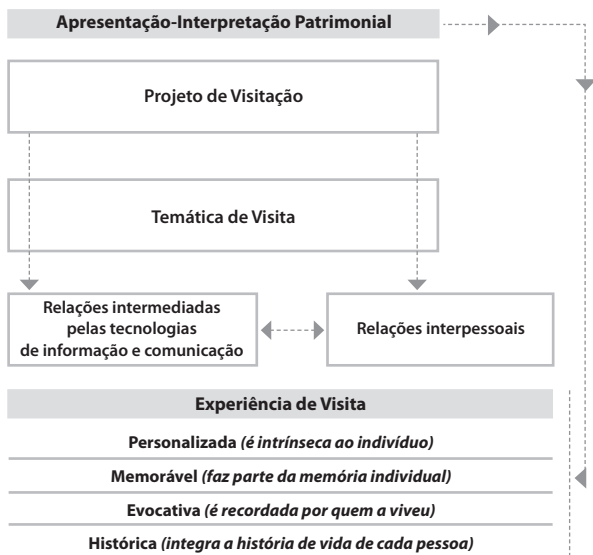 Apresentação-Interpretação Patrimonial
Projeto de Visitação
Temática de Visita
Relações intermediadas
pelas tecnologias
de informação e comunicação
Relações interpessoais
Experiência de Visita
Personalizada (é intrínseca ao indivíduo)
Memorável (faz parte da memória individual)
Evocativa (é recordada por quem a viveu)
Histórica (integra a história de vida de cada pessoa)